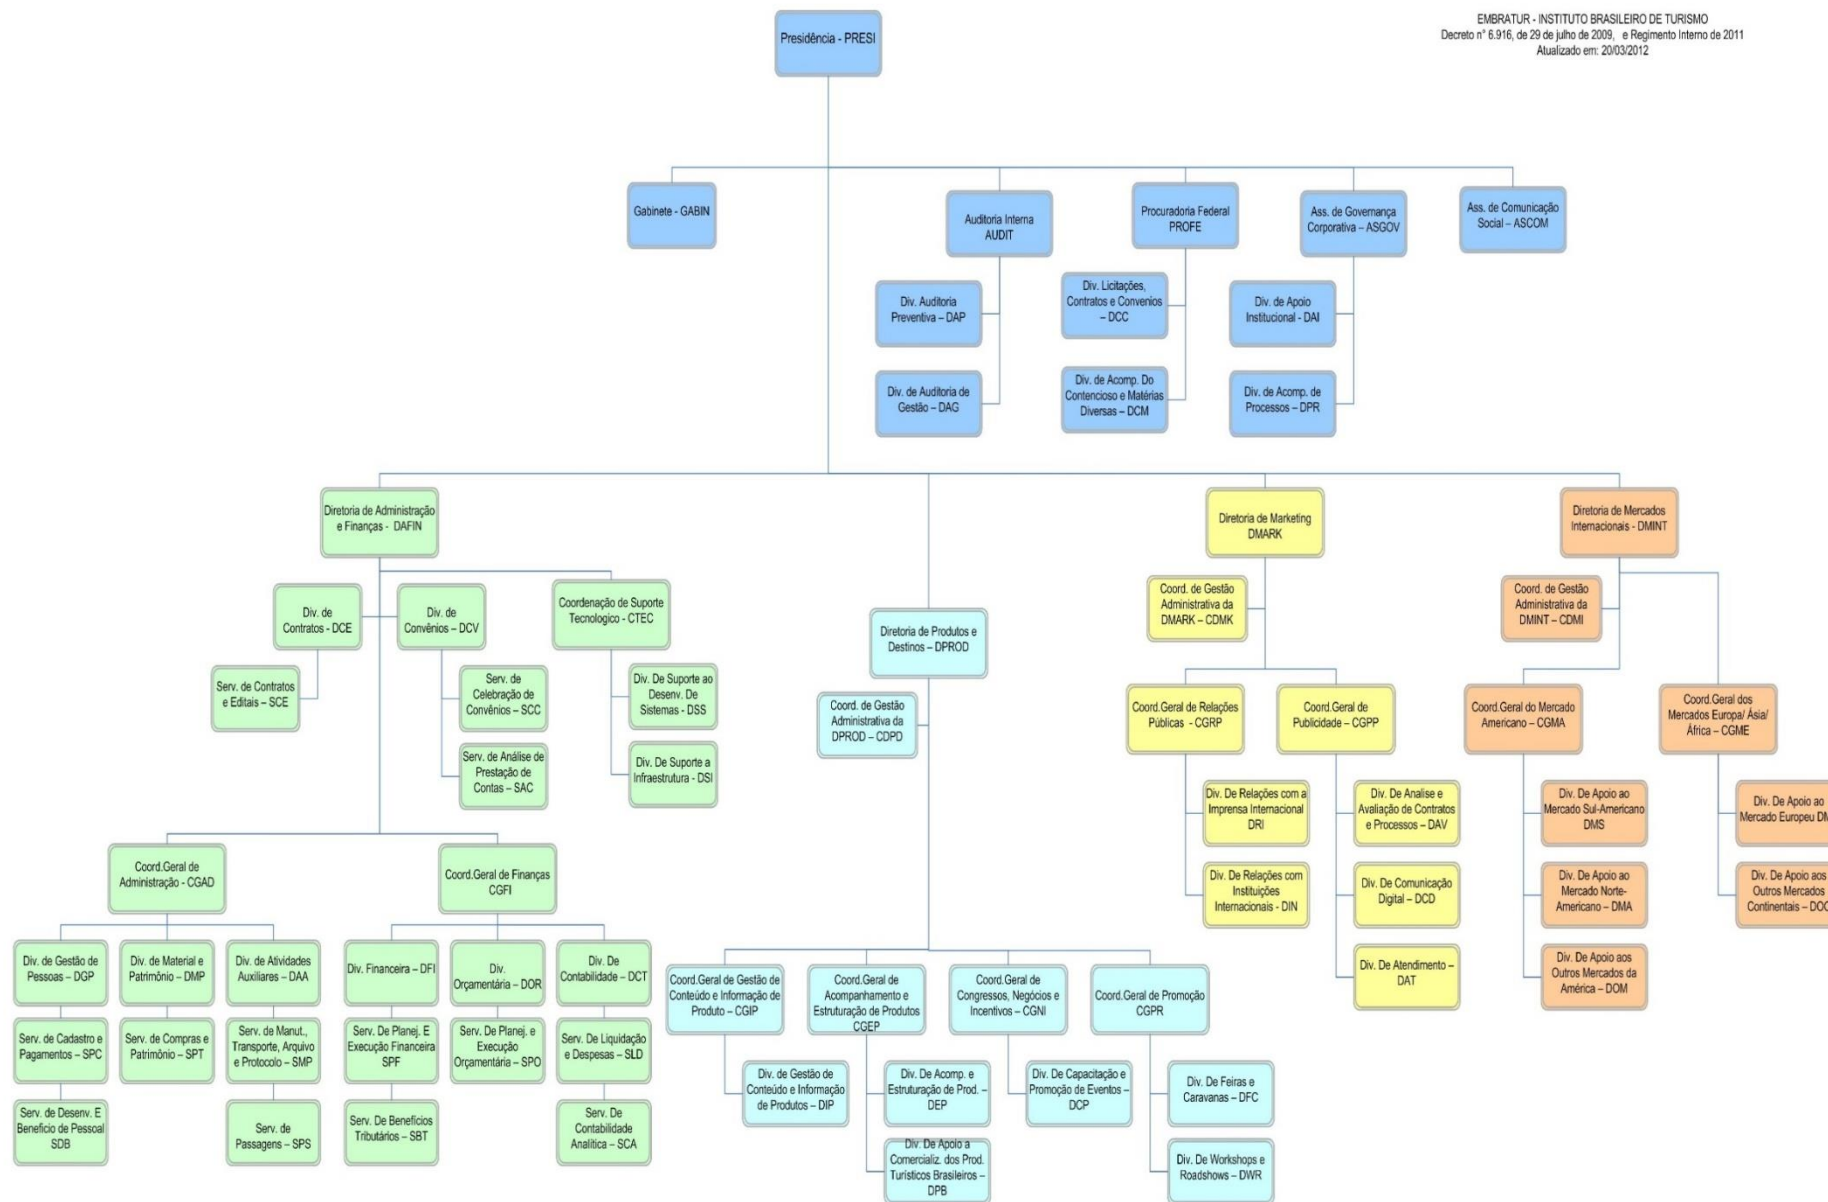 EMBRATUR - INSTITUTO BRASILEIRO DE TURISMO
Decreto n° 6.916, de 29 de julho de 2009, e Regimento Interno de 2011
Atualizado em: 20/03/2012
Presidência - PRESI
Gabinete - GABIN
Auditoria Interna
AUDIT
Procuradoria Federal
PROFE
Ass. de Governança
Corporativa – ASGOV
Ass. de Comunicação
Social – ASCOM
Div. Auditoria
Preventiva – DAP
Div. Licitações,
Contratos e Convenios
– DCC
Div. de Apoio
Institucional - DAI
Div. de Auditoria de
Gestão – DAG
Div. de Acomp. Do
Contencioso e Matérias
Diversas – DCM
Div. de Acomp. de
Processos – DPR
Diretoria de Administração
e Finanças - DAFIN
Diretoria de Marketing
DMARK
Diretoria de Mercados
Internacionais - DMINT
Div. de
Contratos - DCE
Div. de
Convênios – DCV
Coordenação de Suporte
Tecnologico - CTEC
Diretoria de Produtos e
Destinos – DPROD
Coord. de Gestão
Administrativa da
DMARK – CDMK
Coord. de Gestão
Administrativa da
DMINT – CDMI
Serv. de Contratos
e Editais – SCE
Serv. de
Celebração de
Convênios – SCC
Div. De Suporte ao
Desenv. De
Sistemas - DSS
Coord. de Gestão
Administrativa da
DPROD – CDPD
Coord.Geral de Relações
Públicas - CGRP
Coord.Geral de
Publicidade – CGPP
Coord.Geral do Mercado
Americano – CGMA
Coord.Geral dos
Mercados Europa/ Ásia/
África – CGME
Serv. de Análise de
Prestação de
Contas – SAC
Div. De Suporte a
Infraestrutura - DSI
Div. De Relações com a
Imprensa Internacional
DRI
Div. De Analise e
Avaliação de Contratos
e Processos – DAV
Div. De Apoio ao
Mercado Sul-Americano
DMS
Div. De Apoio ao
Mercado Europeu
Coord.Geral de
Administração - CGAD
Coord.Geral de Finanças
CGFI
Div. De Relações com
Instituições
Internacionais - DIN
Div. De Comunicação
Digital – DCD
Div. De Apoio ao
Mercado Norte-
Americano – DMA
Div. De Apoio aos
Outros Mercados
Continentais –
Div. de Gestão de
Pessoas – DGP
Div. de Material e
Patrimônio – DMP
Div. de Atividades
Auxiliares – DAA
Div. Financeira – DFI
Div.
Orçamentária – DOR
Div. De
Contabilidade – DCT
Div. De Atendimento –
DAT
Div. De Apoio aos
Outros Mercados da
América – DOM
Coord.Geral de Gestão de
Conteúdo e Informação de
Produto – CGIP
Coord.Geral de
Acompanhamento e
Estruturação de Produtos
CGEP
Coord.Geral de
Congressos, Negócios e
Incentivos – CGNI
Coord.Geral de Promoção
CGPR
Serv. de Cadastro e
Pagamentos – SPC
Serv. de Compras e
Patrimônio – SPT
Serv. de Manut.,
Transporte, Arquivo
e Protocolo – SMP
Serv. De Planej. E
Execução Financeira
SPF
Serv. De Planej. e
Execução
Orçamentária – SPO
Serv. De Liquidação
e Despesas – SLD
Div. de Gestão de
Conteúdo e Informação
de Produtos – DIP
Div. De Acomp. e
Estruturação de Prod. –
DEP
Div. De Capacitação e
Promoção de Eventos –
DCP
Div. De Feiras e
Caravanas – DFC
Serv. de Desenv. E
Beneficio de Pessoal
SDB
Serv. de
Passagens – SPS
Serv. De Benefícios
Tributários – SBT
Serv. De
Contabilidade
Analítica – SCA
Div. De Apoio a
Comercializ. dos Prod.
Turísticos Brasileiros –
DPB
Div. De Workshops e
Roadshows – DWR